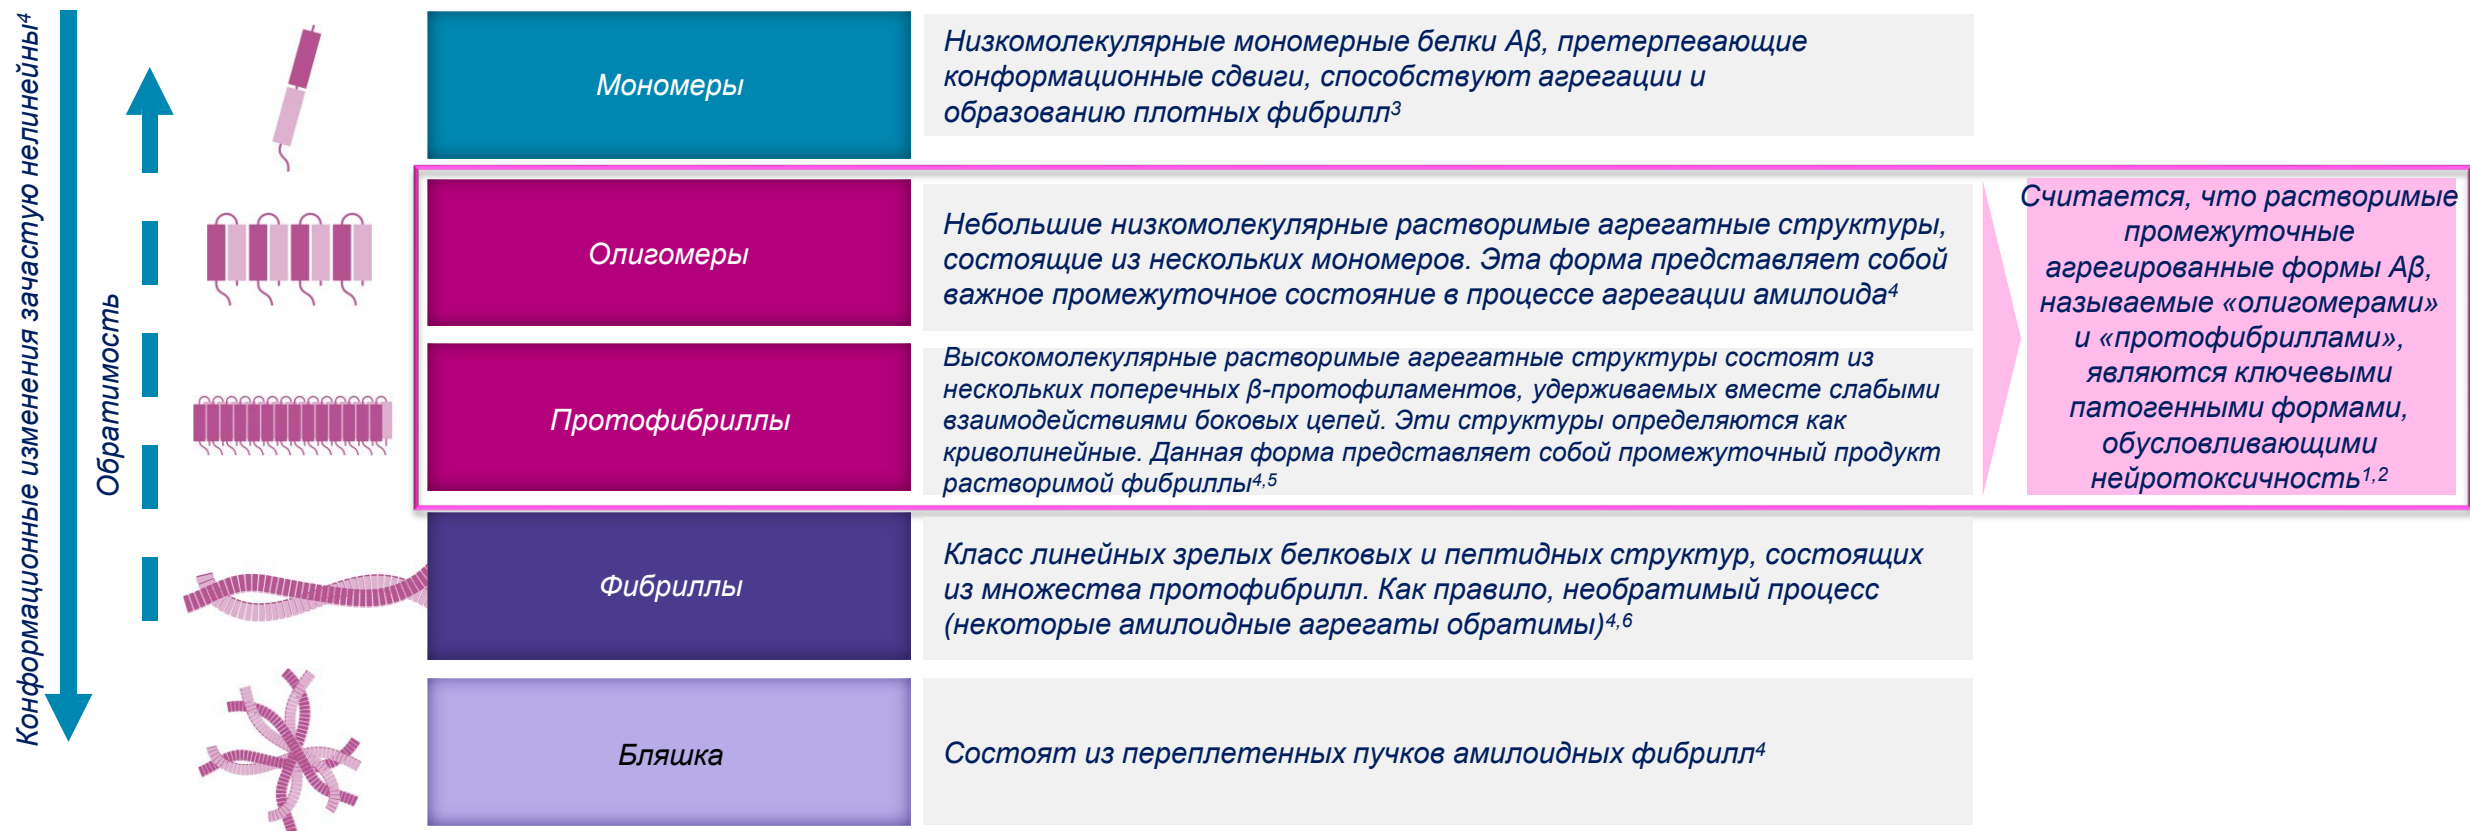 Конформационные изменения зачастую нелинейны4
Обратимость
Мономеры
Низкомолекулярные мономерные белки Aβ, претерпевающие
конформационные сдвиги, способствуют агрегации и
образованию плотных фибрилл3
Олигомеры
Небольшие низкомолекулярные растворимые агрегатные структуры,
состоящие из нескольких мономеров. Эта форма представляет собой
важное промежуточное состояние в процессе агрегации амилоида4
Протофибриллы
Высокомолекулярные растворимые агрегатные структуры состоят из
нескольких поперечных β-протофиламентов, удерживаемых вместе слабыми
взаимодействиями боковых цепей. Эти структуры определяются как
криволинейные. Данная форма представляет собой промежуточный продукт
растворимой фибриллы4,5
Считается, что растворимые
промежуточные
агрегированные формы Aβ,
называемые «олигомерами»
и «протофибриллами»,
являются ключевыми
патогенными формами,
обусловливающими
нейротоксичность1,2
Фибриллы
Класс линейных зрелых белковых и пептидных структур, состоящих
из множества протофибрилл. Как правило, необратимый процесс
(некоторые амилоидные агрегаты обратимы)4,6
Бляшка
Состоят из переплетенных пучков амилоидных фибрилл4